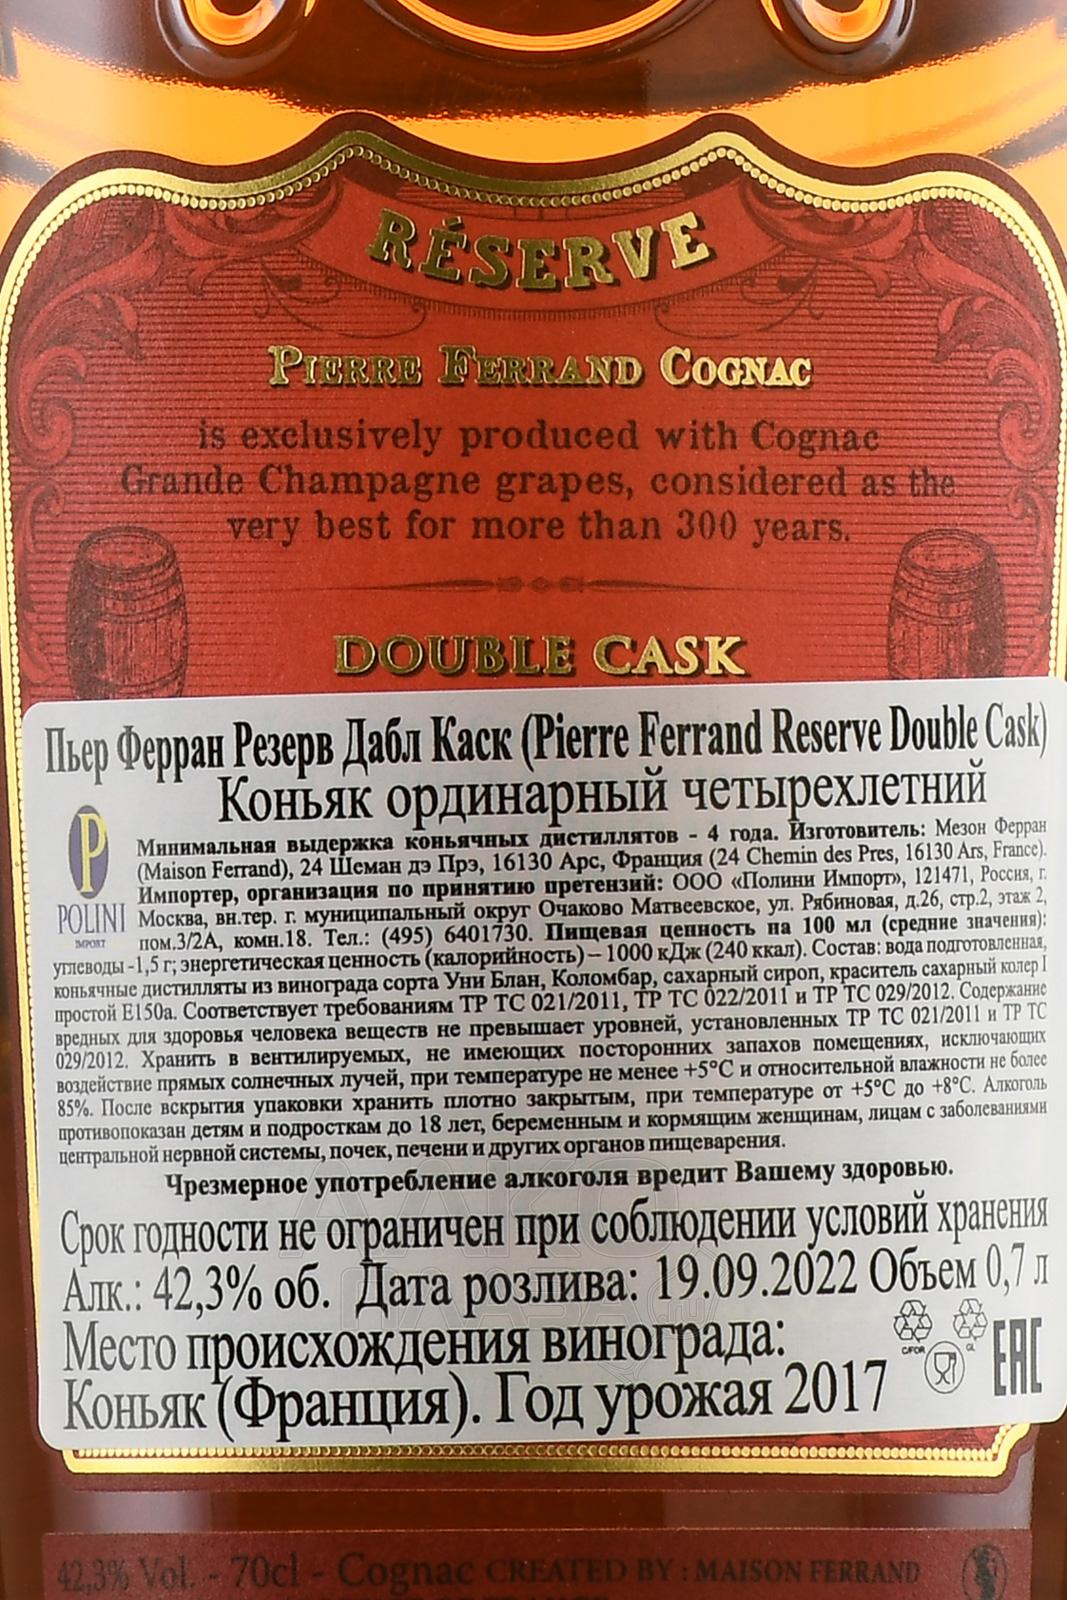 RÉSERVE
PIERRE FERRAND COGNAC
is exclusively produced with Cognac
Grande Champagne grapes, considered as the
very best for more than 300 years.
DOUBLE CASK
Пьер Ферран Резерв Дабл Каск (Pierre Ferrand Reserve Double Cask)
Коньяк ординарный четырехлетний
P
POLINI
IMPORT
Минимальная выдержка коньячных дистиллятов - 4 года. Изготовитель: Мезон Ферран
(Maison Ferrand), 24 Шеман дэ Прэ, 16130 Арс, Франция (24 Chemin des Pres, 16130 Ars, France).
Импортер, организация по принятию претензий: ООО «Полини Импорт», 121471, Россия, г.
Москва, вн.тер. г. муниципальный округ Очаково Матвеевское, ул. Рябиновая, д.26, стр.2, этаж 2,
пом.3/2А, комн.18. Тел.: (495) 6401730. Пищевая ценность на 100 мл (средние значения):
углеводы -1,5 г; энергетическая ценность (калорийность) – 1000 кДж (240 ккал). Состав: вода подготовленная,
коньячные дистилляты из винограда сорта Уни Блан, Коломбар, сахарный сироп, краситель сахарный колер I
простой Е150а. Соответствует требованиям ТР ТС 021/2011, ТР ТС 022/2011 и ТР ТС 029/2012. Содержание
вредных для здоровья человека веществ не превышает уровней, установленных ТР ТС 021/2011 и ТР ТС
029/2012. Хранить в вентилируемых, не имеющих посторонних запахов помещениях, исключающих
воздействие прямых солнечных лучей, при температуре не менее +5°С и относительной влажности не более
85%. После вскрытия упаковки хранить плотно закрытым, при температуре от +5°С до +8°С. Алкоголь
противопоказан детям и подросткам до 18 лет, беременным и кормящим женщинам, лицам с заболеваниями
центральной нервной системы, почек, печени и других органов пищеварения.
Чрезмерное употребление алкоголя вредит Вашему здоровью.
Срок годности не ограничен при соблюдении условий хранения
Алк.: 42,3% об. Дата розлива: 19.09.2022 Объем 0,7 л
Место происхождения винограда:
Коньяк (Франция). Год урожая 2017
C/FOR
GL
EAC
42,3% Vol. - 70cl - Cognac CREATED BY : MAISON FERRAND